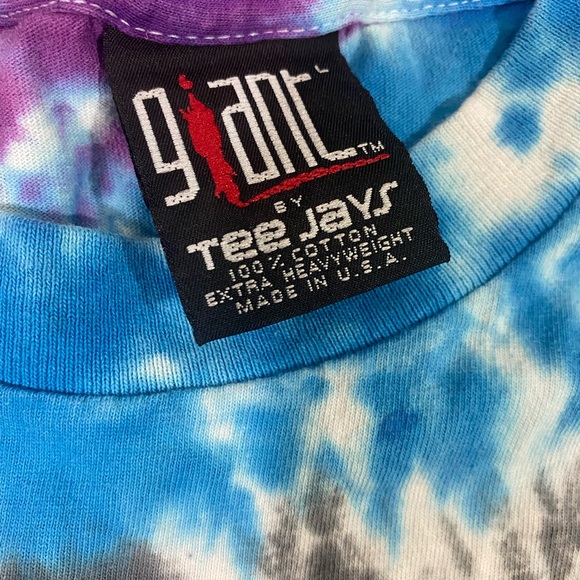 giant L
TM
BY
Tee Jays
100% COTTON
EXTRA HEAVYWEIGHT
MADE IN U.S.A.